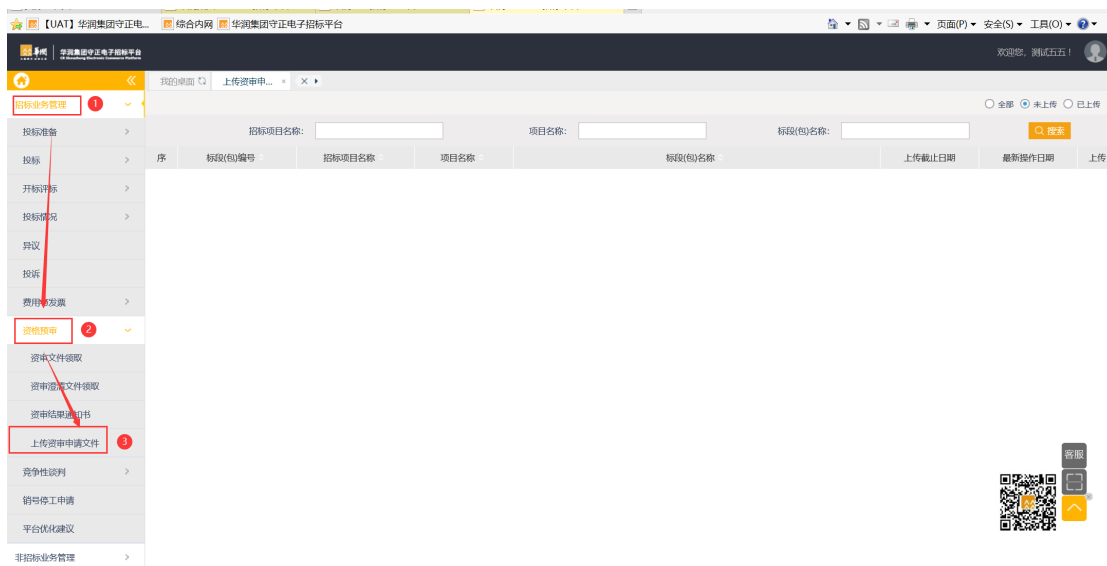 【UAT】华润集团守正电... 综合内网 华润集团守正电子招标平台
页面(P) 安全(S) 工具(O)
华润 华润集团守正电子招标平台
欢迎您，测试五五！
我的桌面 上传资审申...
招标业务管理 1
全部 未上传 已上传
投标准备
招标项目名称: 项目名称: 标段(包)名称: 搜索
投标
序 标段(包)编号 招标项目名称 项目名称 标段(包)名称 上传截止日期 最新操作日期 上传
开标评标
投标情况
异议
投诉
费用与发票
资格预审 2
资审文件领取
资审澄清文件领取
资审结果通知书
上传资审申请文件 3
客服
竞争性谈判
销号停工申请
平台优化建议
非招标业务管理